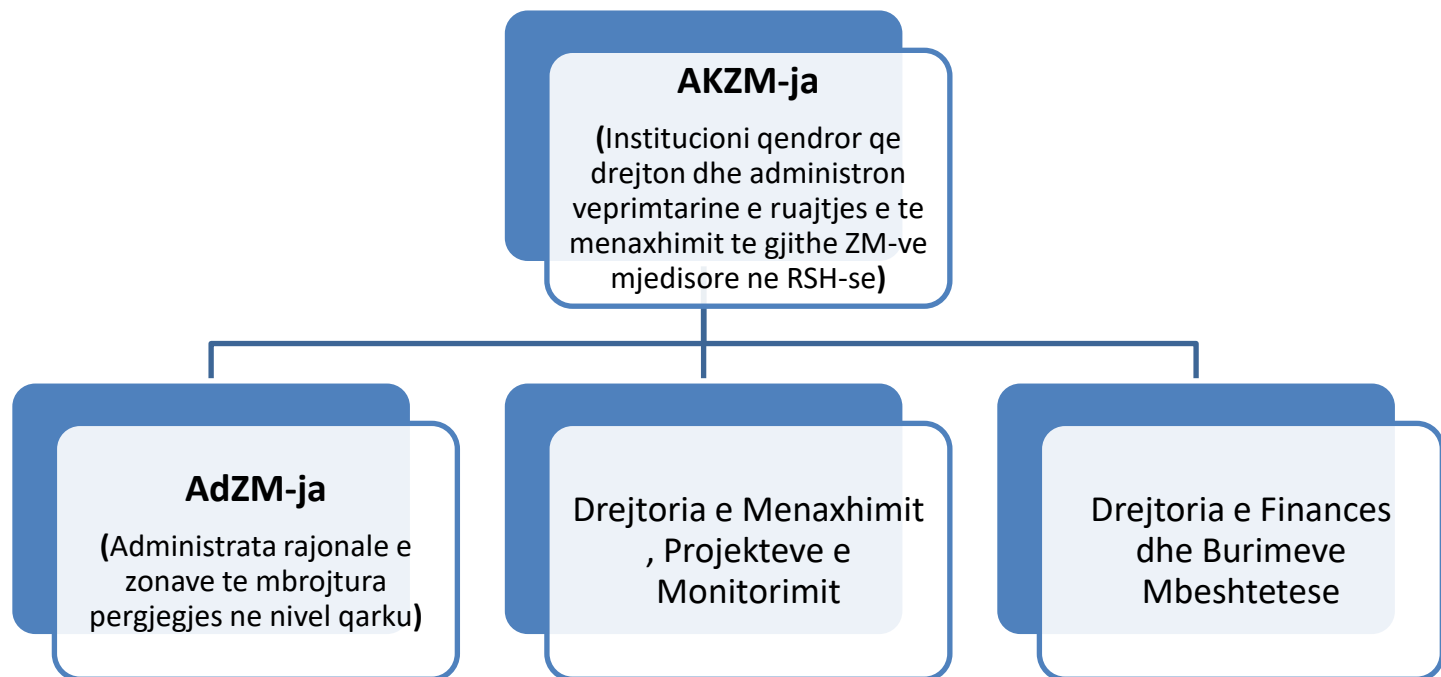 AKZM-ja
(Institucioni qendror qe
drejton dhe administron
veprimtarine e ruajtjes e te
menaxhimit te gjithe ZM-ve
mjedisore ne RSH-se)
AdZM-ja
(Administrata rajonale e
zonave te mbrojtura
pergjegjes ne nivel qarku)
Drejtoria e Menaxhimit
, Projekteve e
Monitorimit
Drejtoria e Finances
dhe Burimeve
Mbeshtetese